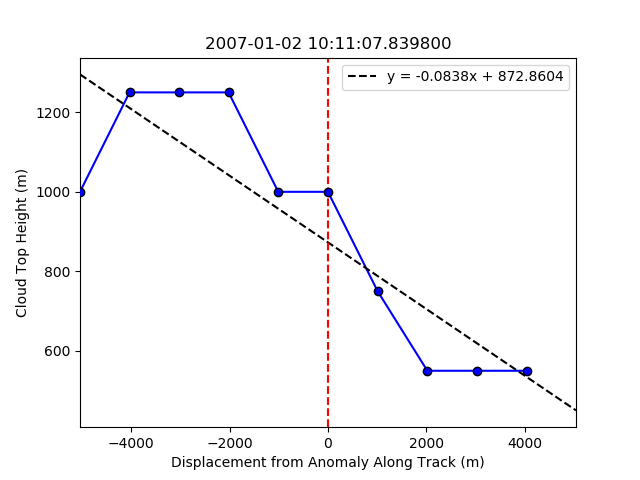 2007-01-02 10:11:07.839800
y = -0.0838x + 872.8604
Cloud Top Height (m)
1200
1000
800
600
−4000 −2000 0 2000 4000
Displacement from Anomaly Along Track (m)